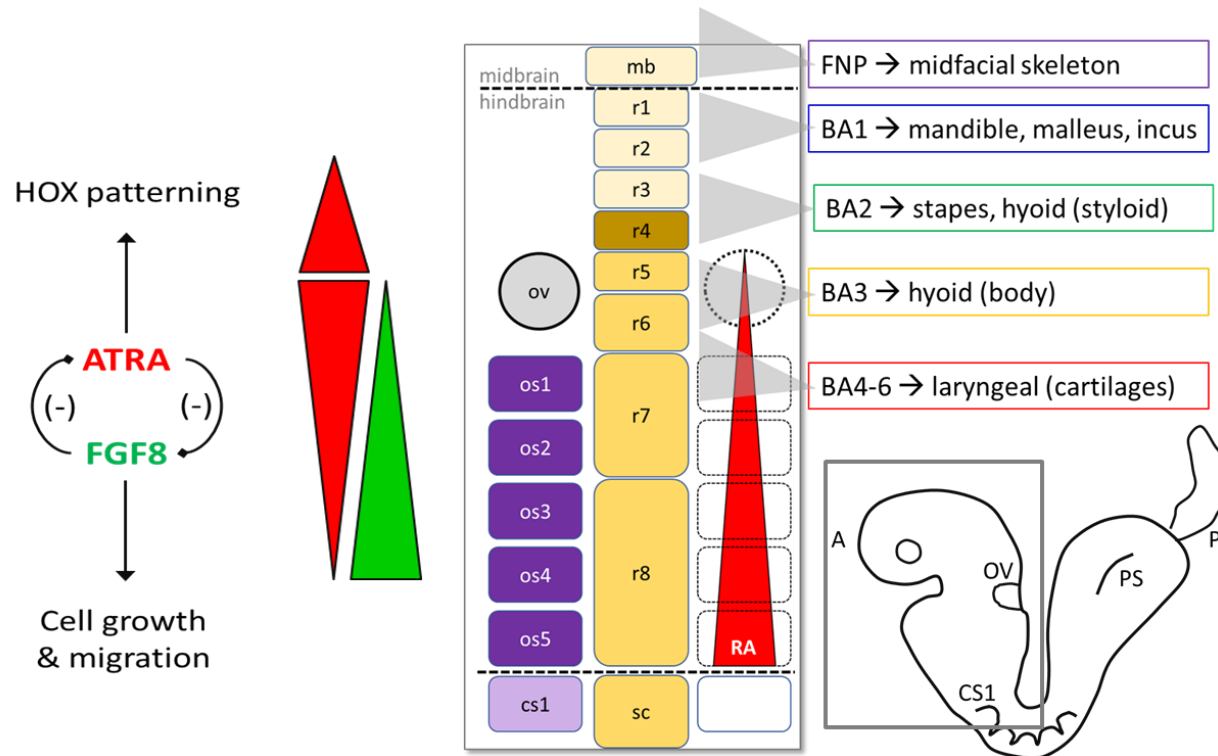 HOX patterning
ATRA
(-) (-)
FGF8
Cell growth
& migration
midbrain
hindbrain
mb
r1
r2
r3
r4
r5
r6
r7
r8
sc
ov
os1
os2
os3
os4
os5
cs1
RA
FNP → midfacial skeleton
BA1 → mandible, malleus, incus
BA2 → stapes, hyoid (styloid)
BA3 → hyoid (body)
BA4-6 → laryngeal (cartilages)
A
OV
PS
P
CS1